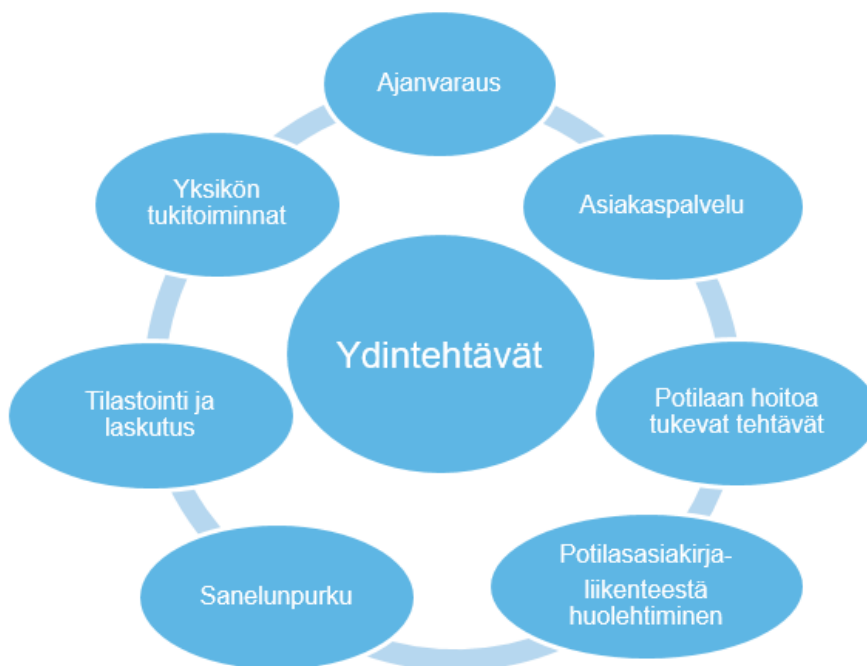 Ajanvaraus
Asiakaspalvelu
Potilaan hoitoa
tukevat tehtävät
Potilasasiakirja-
liikenteestä
huolehtiminen
Sanelunpurku
Tilastointi ja
laskutus
Yksikön
tukitoiminnat
Ydintehtävät